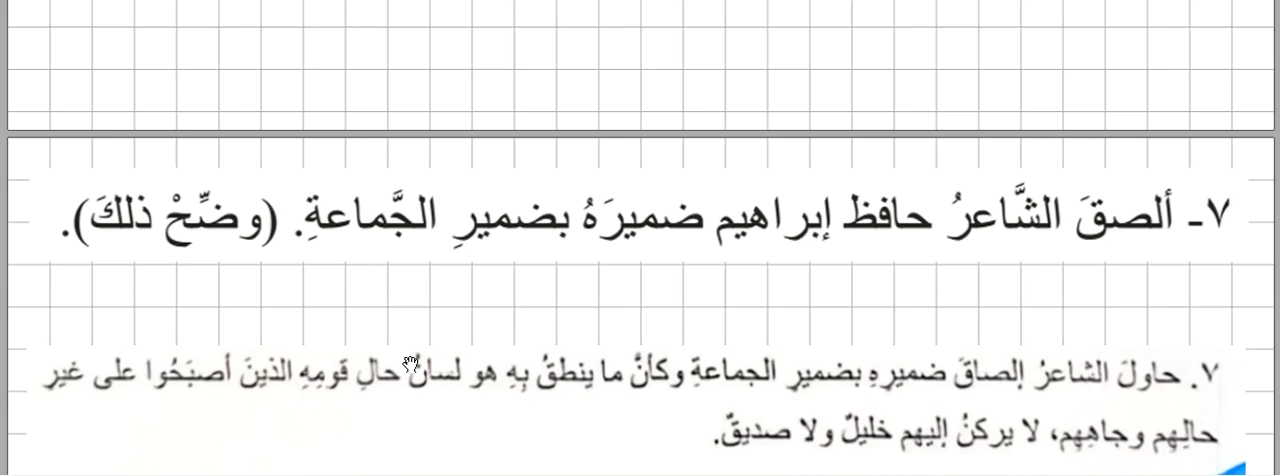 ٧- ألصقَ الشَّاعرُ حافظ إبراهيم ضميرَهُ بضميرِ الجَّماعةِ. (وضِّحْ ذلكَ).
٧. حاولَ الشاعرُ إلصاقَ ضميرِهِ بضميرِ الجماعةِ وكأنَّ ما ينطقُ بِهِ هو لسانُ حالِ قومِهِ الذينَ أصبَحُوا على غيرِ
حالِهِم وجاهِهِم، لا يركنُ إليهم خليلٌ ولا صديقٌ.